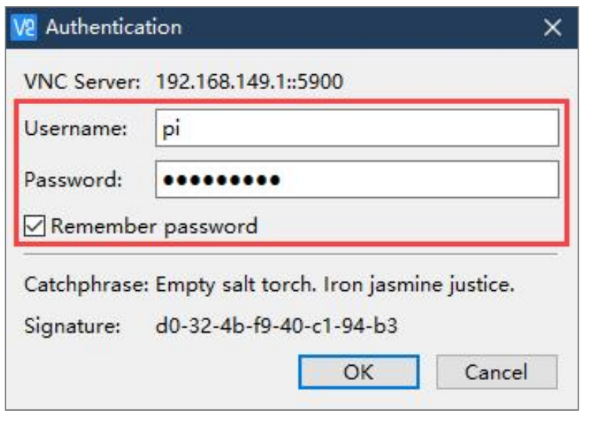 V2 Authentication
VNC Server: 192.168.149.1::5900
Username: pi
Password: ●●●●●●●●●
Remember password
Catchphrase: Empty salt torch. Iron jasmine justice.
Signature: d0-32-4b-f9-40-c1-94-b3
OK Cancel